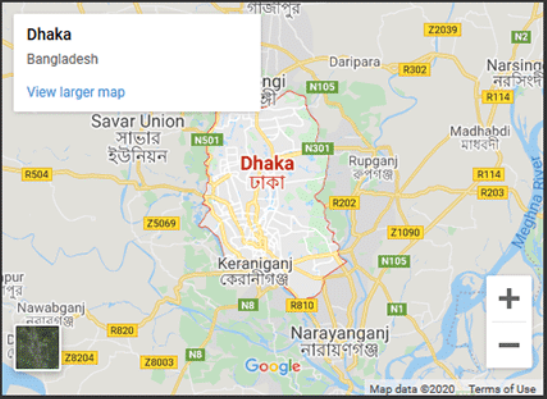 গাজীপুর
Dhaka
Bangladesh
View larger map
Z2039
N2
Daripara
R302
Narsing
নরসিংদী
ngi
N105
R114
Savar Union
সাভার
ইউনিয়ন
N501
N301
Madhabdi
মাধবদী
Dhaka
ঢাকা
Rupganj
রূপগঞ্জ
R504
R114
R203
R202
Z5069
Z1090
Meghna River
Keraniganj
কেরানীগঞ্জ
N105
Nawabganj
নবাবগঞ্জ
N8
R810
N1
R820
Narayanganj
নারায়ণগঞ্জ
Z8204
Z8003
N8
Google
Map data ©2020
Terms of Use